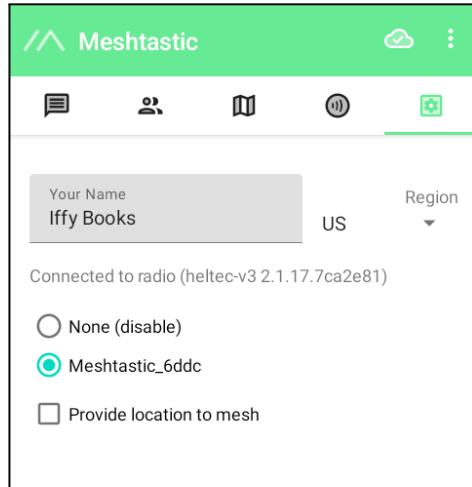 Meshtastic
Your Name
Iffy Books
US
Region
Connected to radio (heltec-v3 2.1.17.7ca2e81)
None (disable)
Meshtastic_6ddc
Provide location to mesh